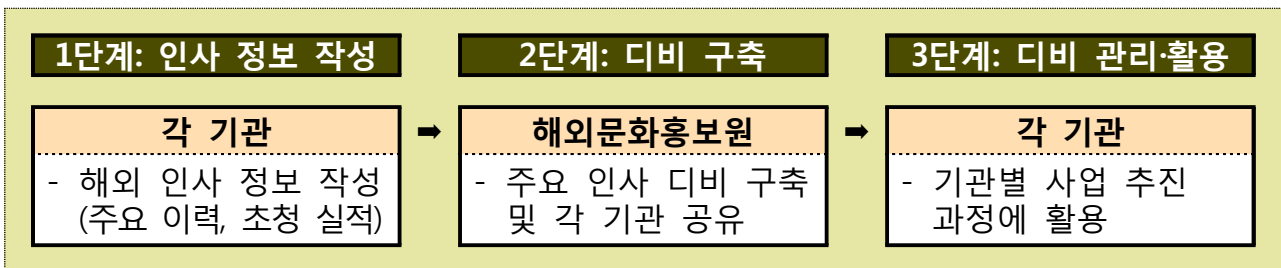 1단계: 인사 정보 작성
각 기관
- 해외 인사 정보 작성
(주요 이력, 초청 실적)
➡
2단계: 디비 구축
해외문화홍보원
- 주요 인사 디비 구축
및 각 기관 공유
➡
3단계: 디비 관리·활용
각 기관
- 기관별 사업 추진
과정에 활용